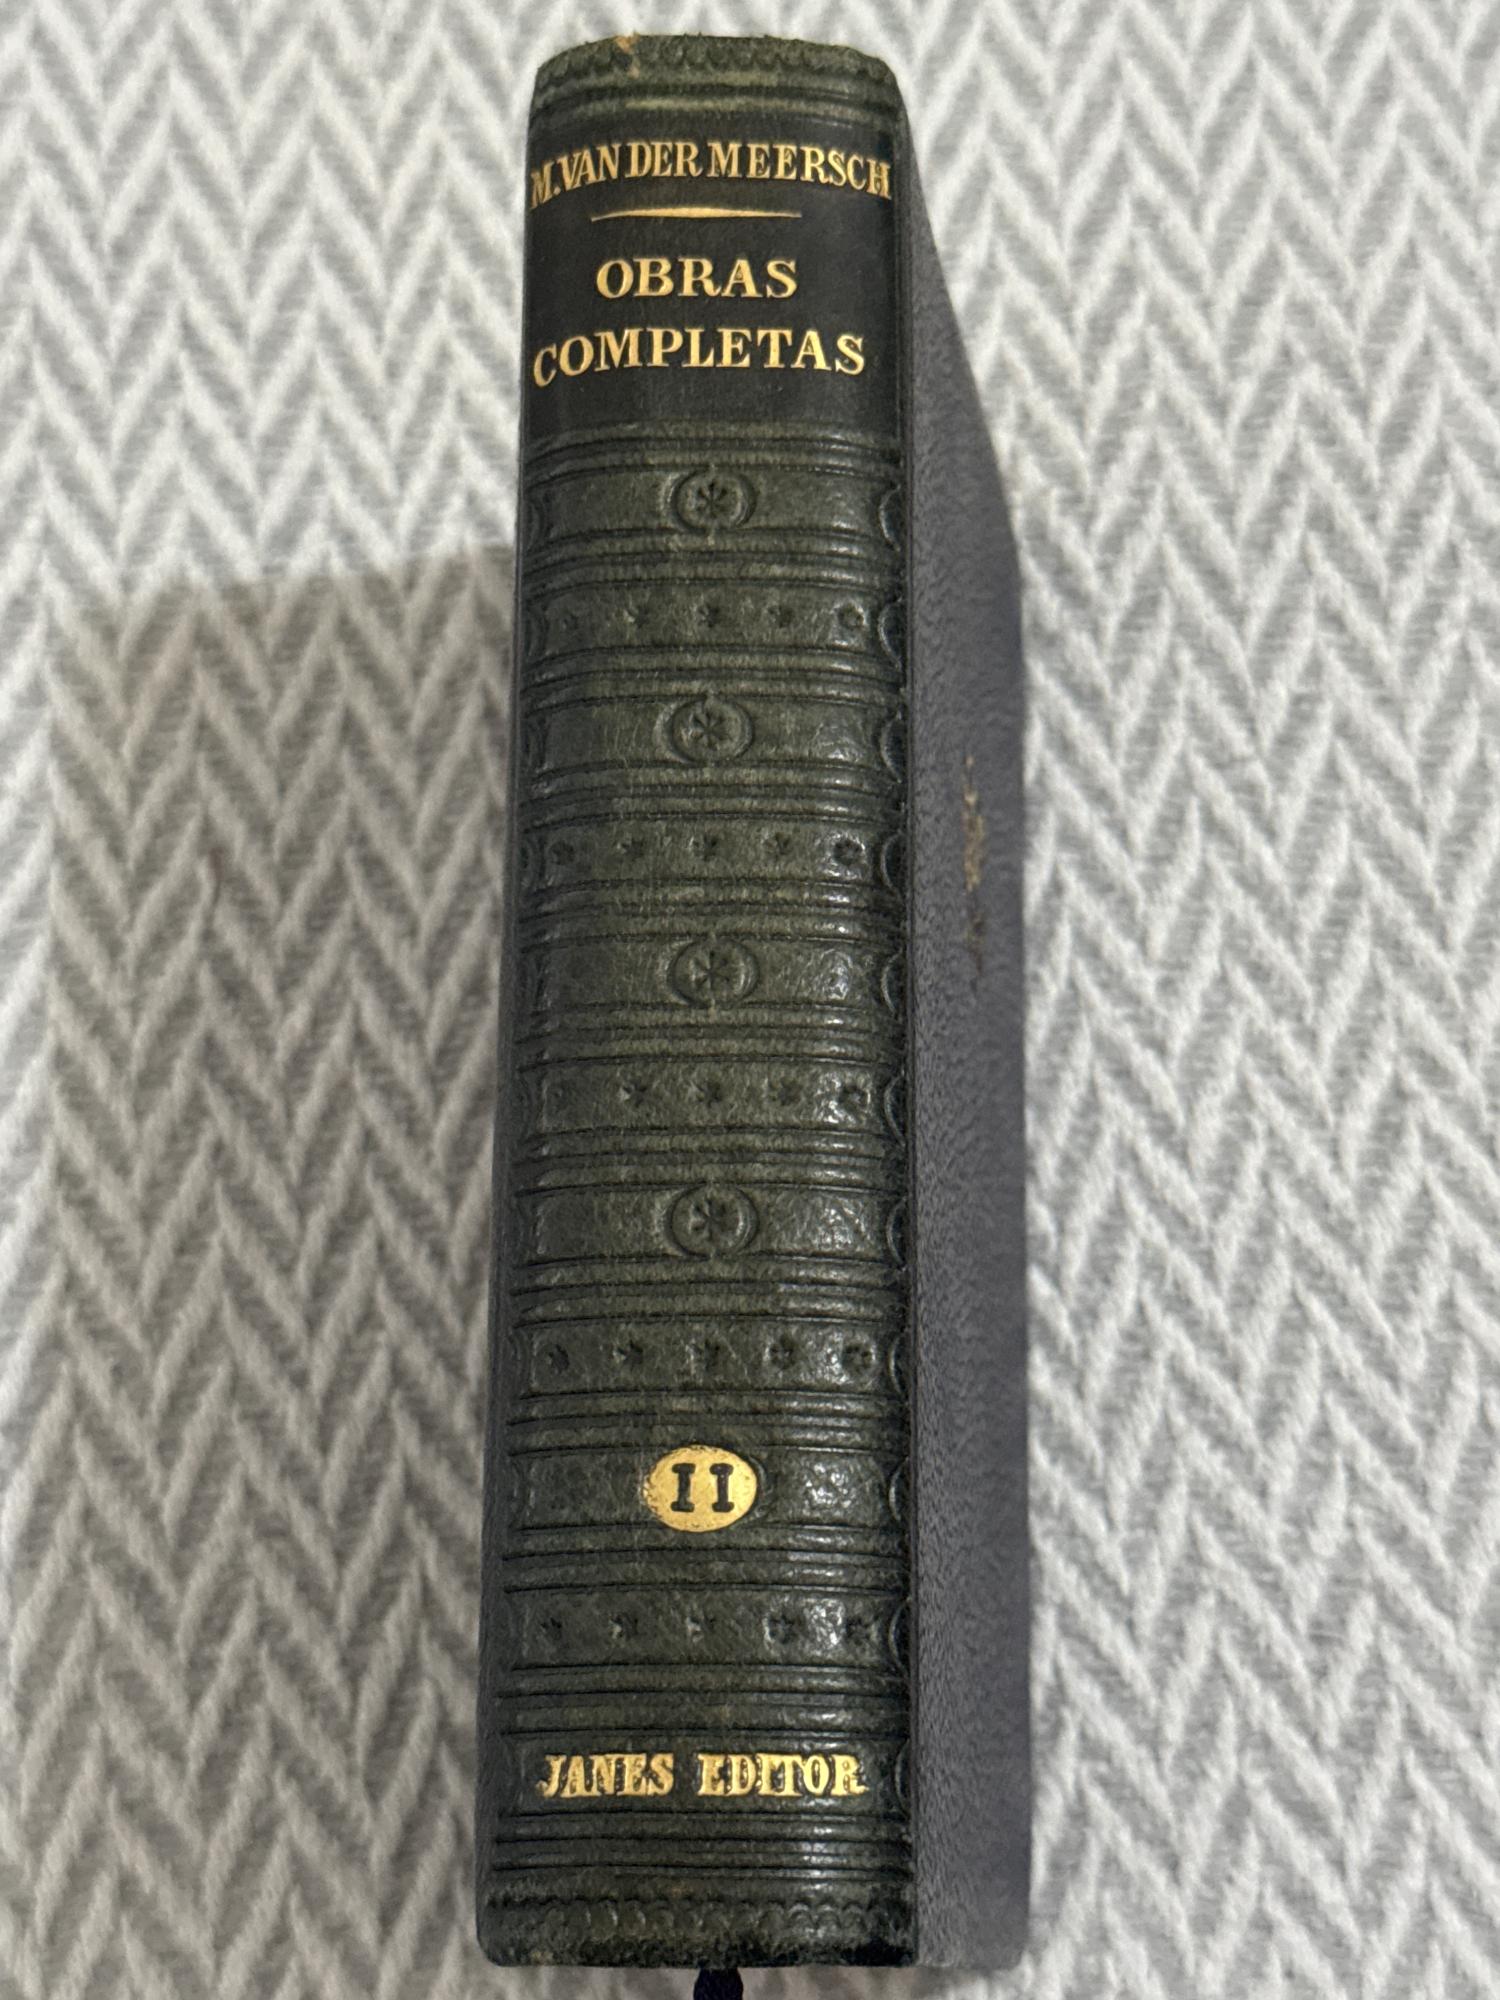 M. VAN DER MEERSCH
OBRAS
COMPLETAS
II
JANES EDITOR